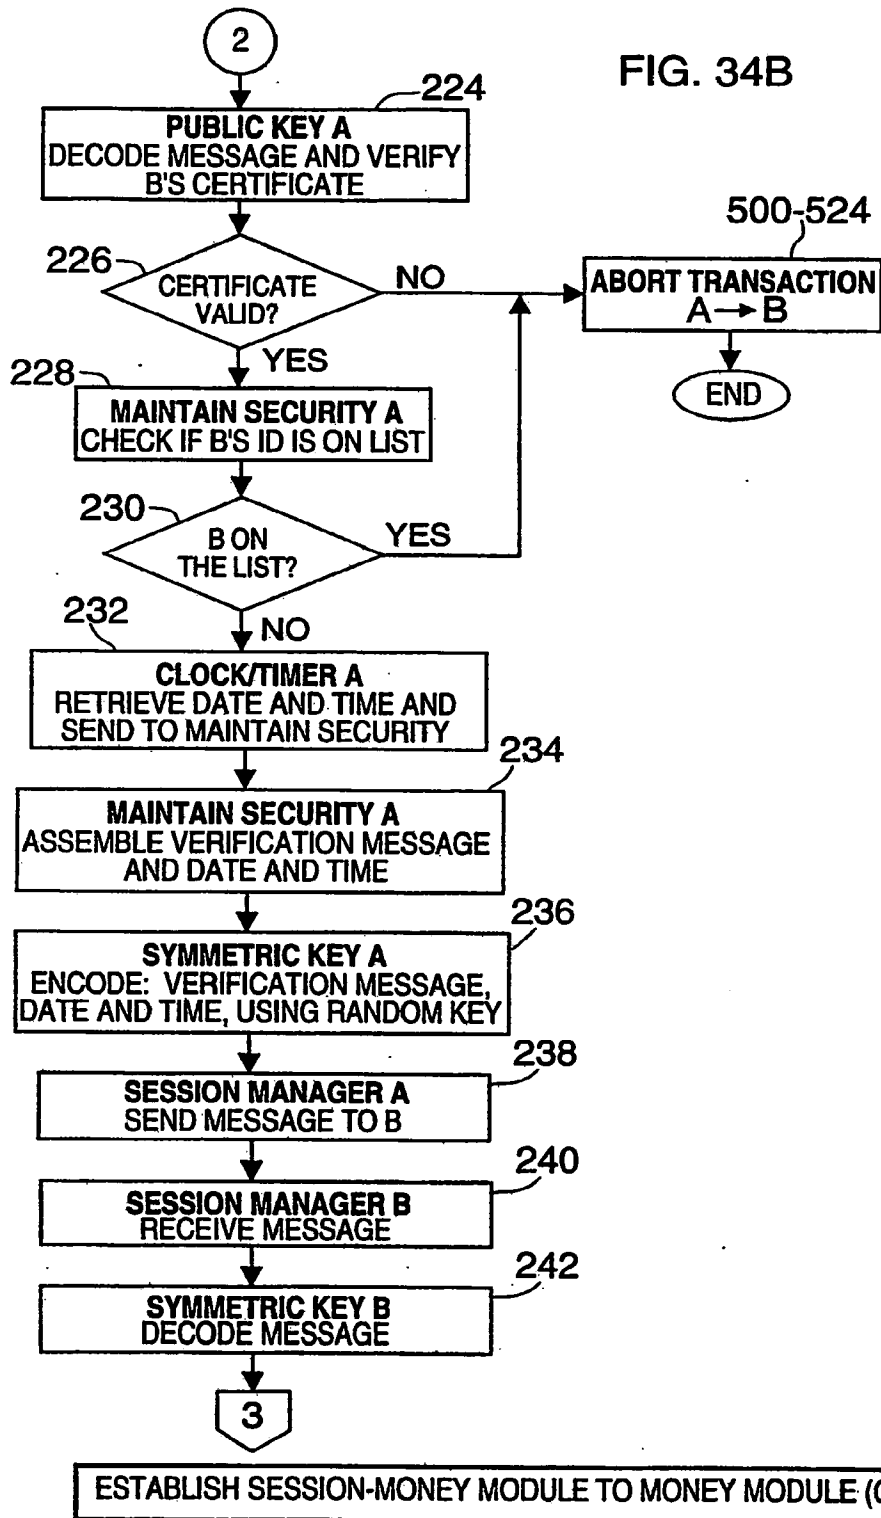 2
FIG. 34B
224
PUBLIC KEY A
DECODE MESSAGE AND VERIFY
B'S CERTIFICATE
500-524
226
CERTIFICATE
VALID?
NO
ABORT TRANSACTION
A → B
YES
END
228
MAINTAIN SECURITY A
CHECK IF B'S ID IS ON LIST
230
B ON
THE LIST?
YES
NO
232
CLOCK/TIMER A
RETRIEVE DATE AND TIME AND
SEND TO MAINTAIN SECURITY
234
MAINTAIN SECURITY A
ASSEMBLE VERIFICATION MESSAGE
AND DATE AND TIME
236
SYMMETRIC KEY A
ENCODE: VERIFICATION MESSAGE,
DATE AND TIME, USING RANDOM KEY
238
SESSION MANAGER A
SEND MESSAGE TO B
240
SESSION MANAGER B
RECEIVE MESSAGE
242
SYMMETRIC KEY B
DECODE MESSAGE
3
ESTABLISH SESSION-MONEY MODULE TO MONEY MODULE